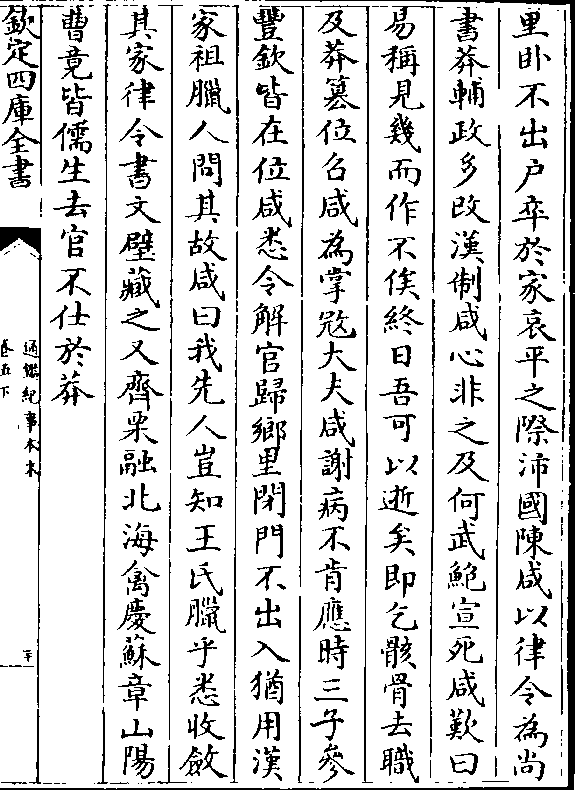 里卧不出户卒於家哀平之際沛國陳咸以律令為尚
書莽輔政多改漢制咸心非之及何武鮑宣死咸歎曰
易稱見幾而作不俟終日吾可以逝矣即乞骸骨去職
及莽簒位召咸為掌㓂大夫咸謝病不肯應時三子參
豐欽皆在位咸悉令解官歸鄉里閉門不出入猶用漢
家祖臘人問其故咸曰我先人豈知王氏臘乎悉收斂
其家律令書文壁藏之又齊栗融北海禽慶蘇章山陽
曹竟皆儒生去官不仕於莽
欽定四庫全書
通鑑紀事本末
卷五下